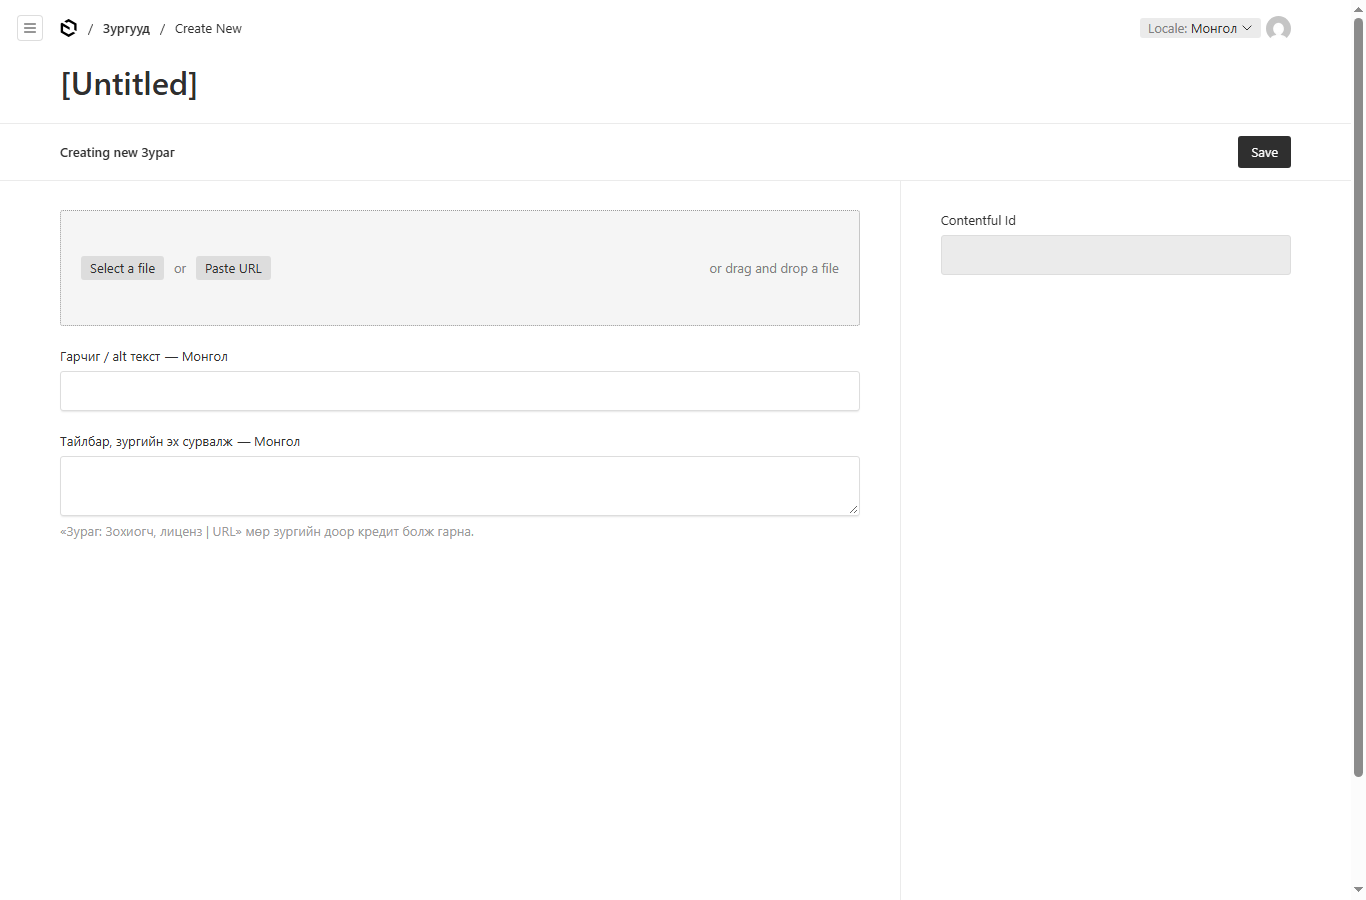 / Зургууд / Create New
Locale: Монгол
[Untitled]
Creating new Зураг
Save
Select a file or Paste URL or drag and drop a file
Гарчиг / alt текст — Монгол
Тайлбар, зургийн эх сурвалж — Монгол
«Зураг: Зохиогч, лиценз | URL» мөр зургийн доор кредит болж гарна.
Contentful Id